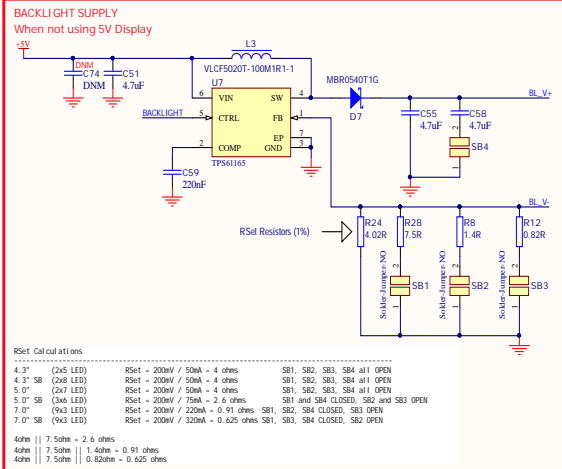 BACKLIGHT SUPPLY
When not using 5V Display
+5V
L3
VLCF5020T-100M1R1-1
DNM
C74
DNM
C51
4.7uF
U7
6 VIN SW 4
5 CTRL FB 1
EP 7
2 COMP GND 3
TPS61165
BACKLIGHT
C59
220nF
MBR0540T1G
D7
BL_V+
C55
4.7uF
C58
4.7uF
2
SB4
1
BL_V-
RSet Resistors (1%)
R24
4.02R
R28
7.5R
R8
1.4R
R12
0.82R
Solder-Jumper-NO
2
SB1
1
Solder-Jumper-NO
2
SB2
1
Solder-Jumper-NO
2
SB3
1
RSet Calculations
4.3" (2x5 LED) RSet = 200mV / 50mA = 4 ohms SB1, SB2, SB3, SB4 all OPEN
4.3" SB (2x8 LED) RSet = 200mV / 50mA = 4 ohms SB1, SB2, SB3, SB4 all OPEN
5.0" (2x7 LED) RSet = 200mV / 50mA = 4 ohms SB1, SB2, SB3, SB4 all OPEN
5.0" SB (3x6 LED) RSet = 200mV / 75mA = 2.6 ohms SB1 and SB4 CLOSED, SB2 and SB3 OPEN
7.0" (9x3 LED) RSet = 200mV / 220mA = 0.91 ohms SB1, SB2, SB4 CLOSED, SB3 OPEN
7.0" SB (9x3 LED) RSet = 200mV / 320mA = 0.625 ohms SB1, SB3, SB4 CLOSED, SB2 OPEN
4ohm || 7.5ohm = 2.6 ohms
4ohm || 7.5ohm || 1.4ohm = 0.91 ohms
4ohm || 7.5ohm || 0.82ohm = 0.625 ohms